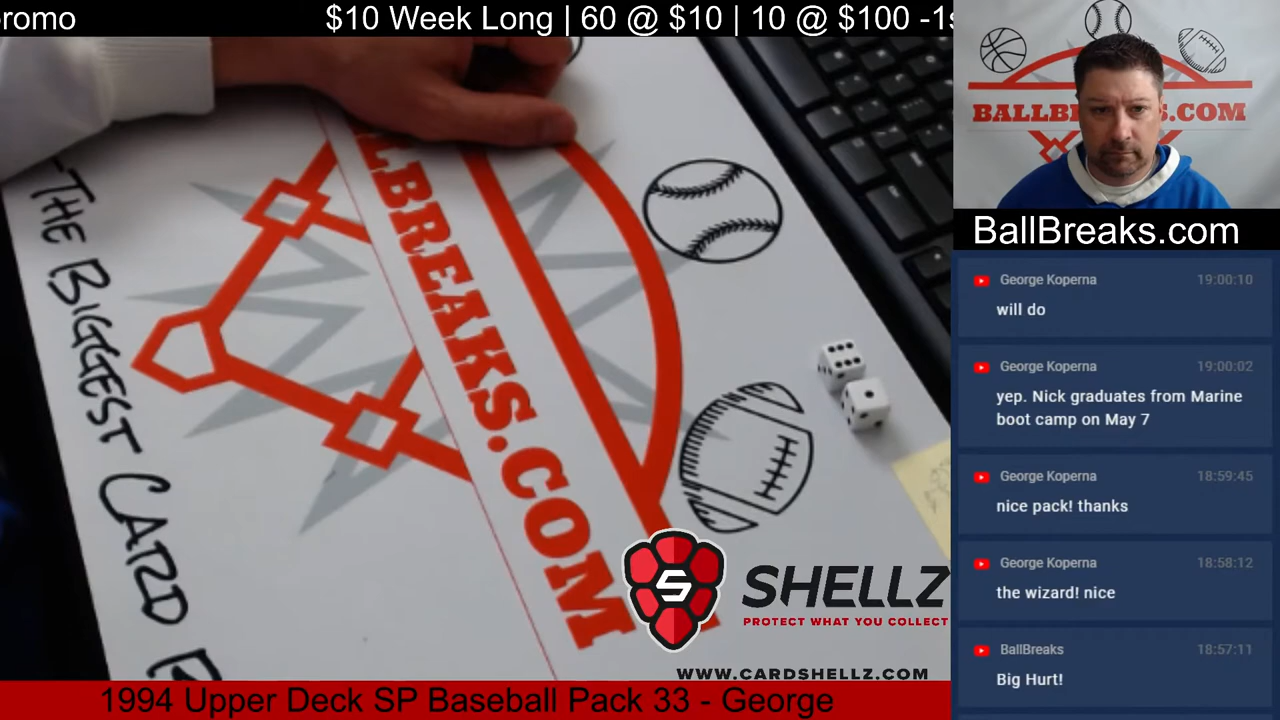 romo
$10 Week Long | 60 @ $10 | 10 @ $100 -1s
BALLBR S.COM
BallBreaks.com
George Koperna 19:00:10
will do
George Koperna 19:00:02
yep. Nick graduates from Marine
boot camp on May 7
George Koperna 18:59:45
nice pack! thanks
George Koperna 18:58:12
the wizard! nice
BallBreaks 18:57:11
Big Hurt!
LBREAKS.COM
-THE BIGGEST CARD
S
SHELLZ
PROTECT WHAT YOU COLLECT
WWW.CARDSHELLZ.COM
1994 Upper Deck SP Baseball Pack 33 - George